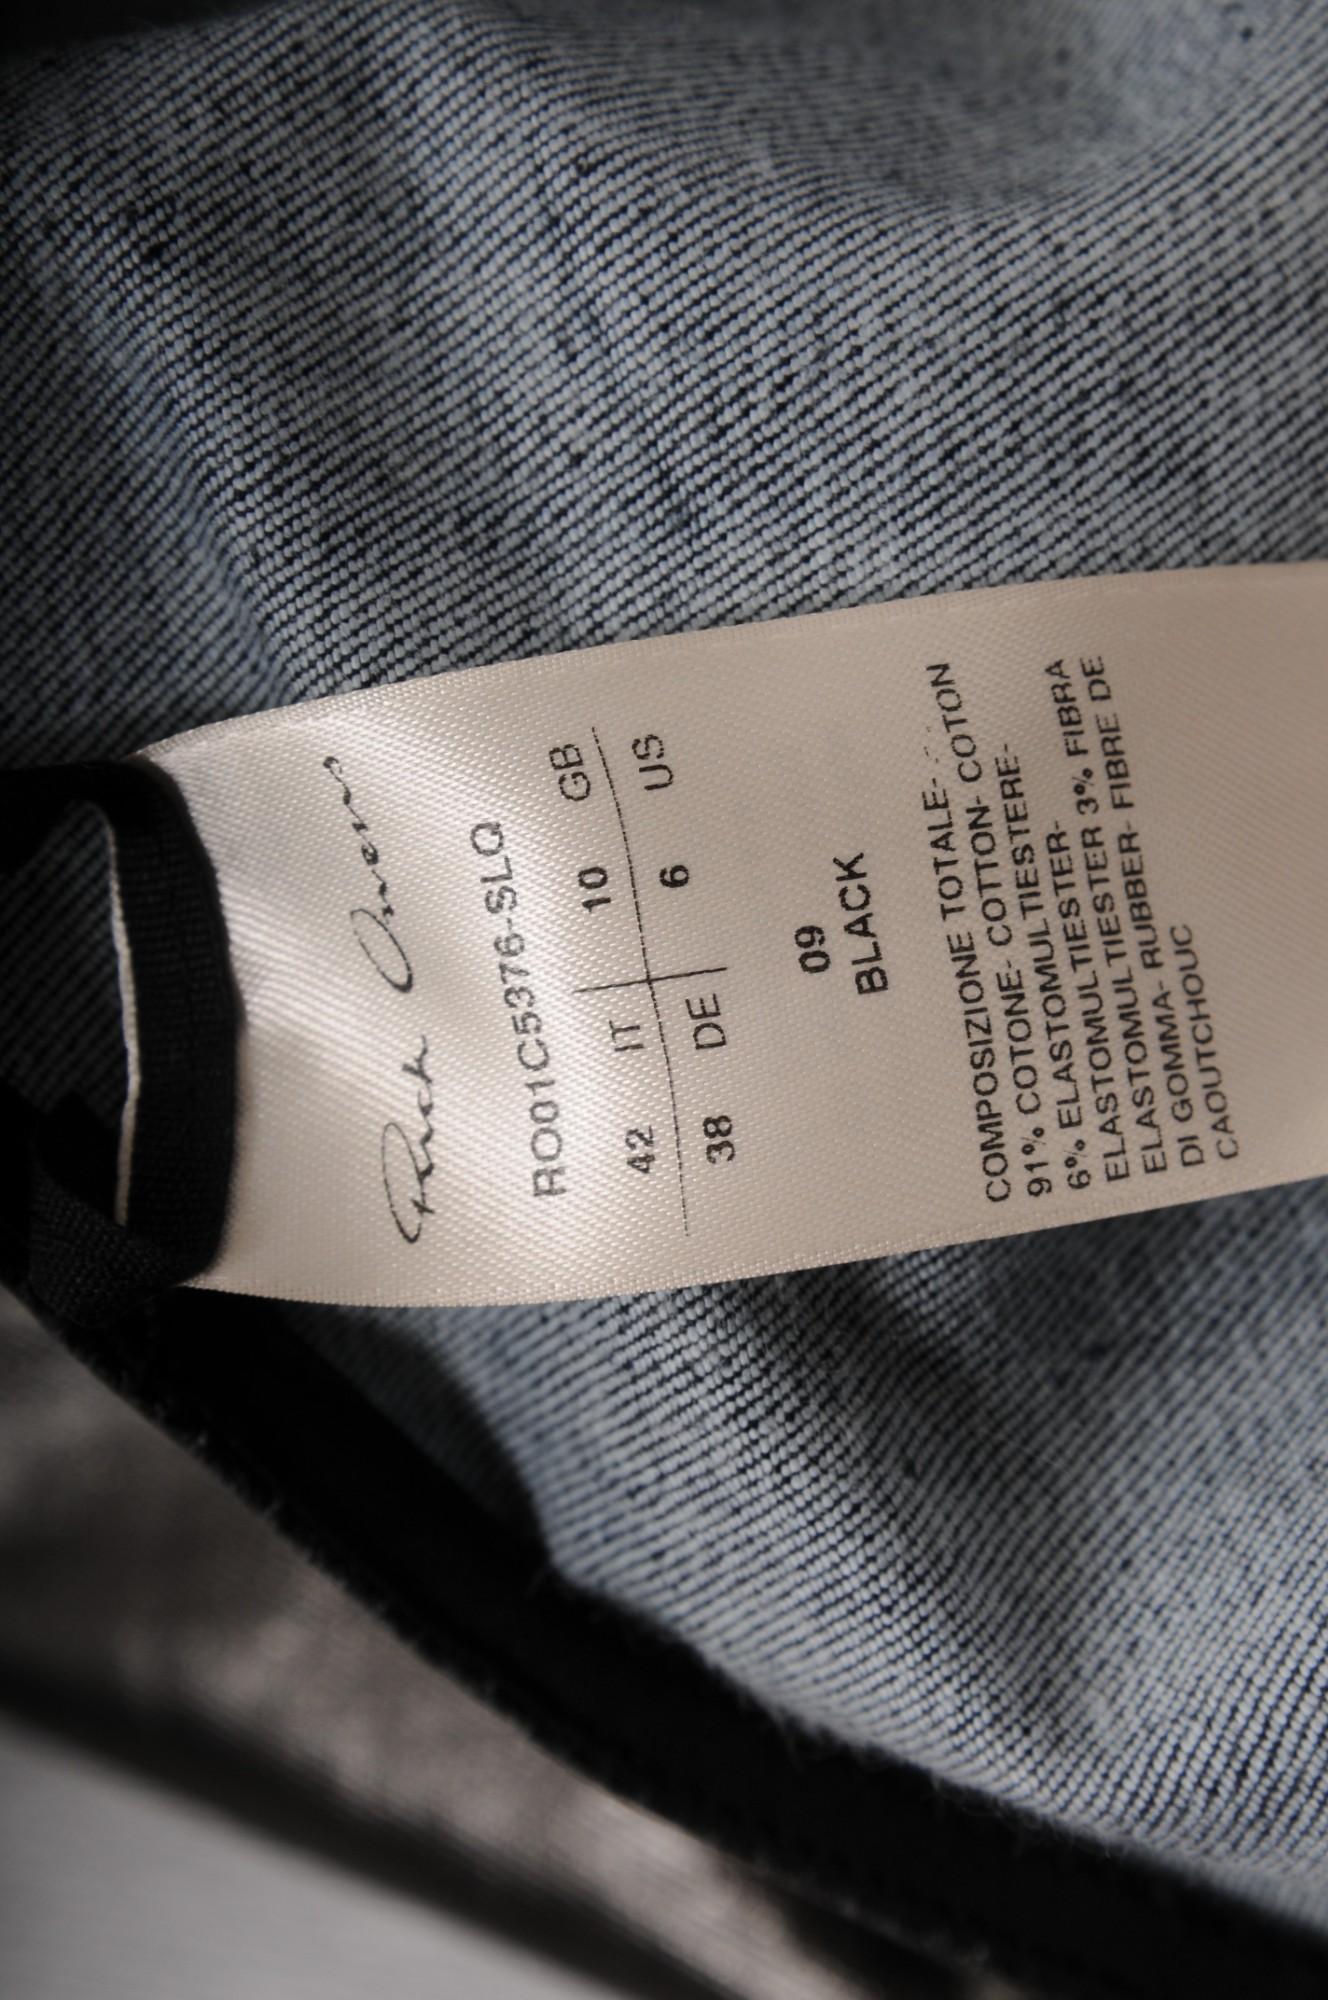 Rick Owens
RO01C5376-SLQ
42 IT 10 GB
38 DE 6 US
09
BLACK
COMPOSIZIONE TOTALE-
91% COTONE- COTTON- COTON
6% ELASTOMULTIESTERE-
ELASTOMULTIESTER-
ELASTOMULTIESTER 3% FIBRA
DI GOMMA- RUBBER- FIBRE DE
CAOUTCHOUC